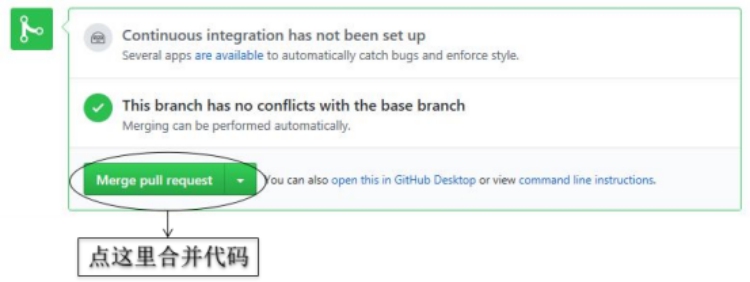 Continuous integration has not been set up
Several apps are available to automatically catch bugs and enforce style.
This branch has no conflicts with the base branch
Merging can be performed automatically.
Merge pull request
You can also open this in GitHub Desktop or view command line instructions.
点这里合并代码